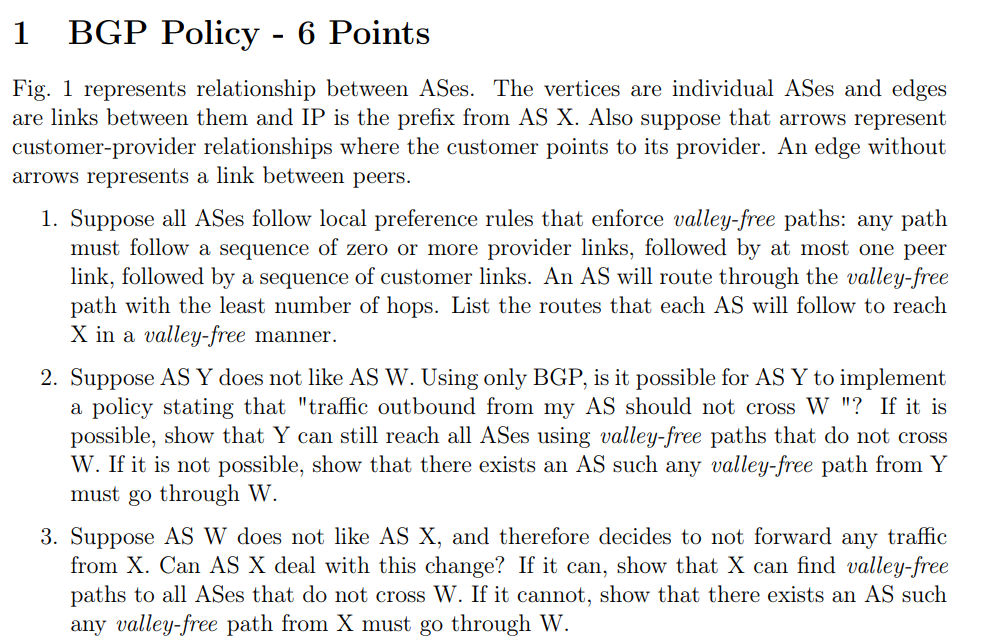 1 BGP Policy - 6 Points
Fig. 1 represents relationship between ASes. The vertices are individual ASes and edges
are links between them and IP is the prefix from AS X. Also suppose that arrows represent
customer-provider relationships where the customer points to its provider. An edge without
arrows represents a link between peers.
1. Suppose all ASes follow local preference rules that enforce valley-free paths: any path
must follow a sequence of zero or more provider links, followed by at most one peer
link, followed by a sequence of customer links. An AS will route through the valley-free
path with the least number of hops. List the routes that each AS will follow to reach
X in a valley-free manner.
2. Suppose AS Y does not like AS W. Using only BGP, is it possible for AS Y to implement
a policy stating that "traffic outbound from my AS should not cross W "? If it is
possible, show that Y can still reach all ASes using valley-free paths that do not cross
W. If it is not possible, show that there exists an AS such any valley-free path from Y
must go through W.
3. Suppose AS W does not like AS X, and therefore decides to not forward any traffic
from X. Can AS X deal with this change? If it can, show that X can find valley-free
paths to all ASes that do not cross W. If it cannot, show that there exists an AS such
any valley-free path from X must go through W.